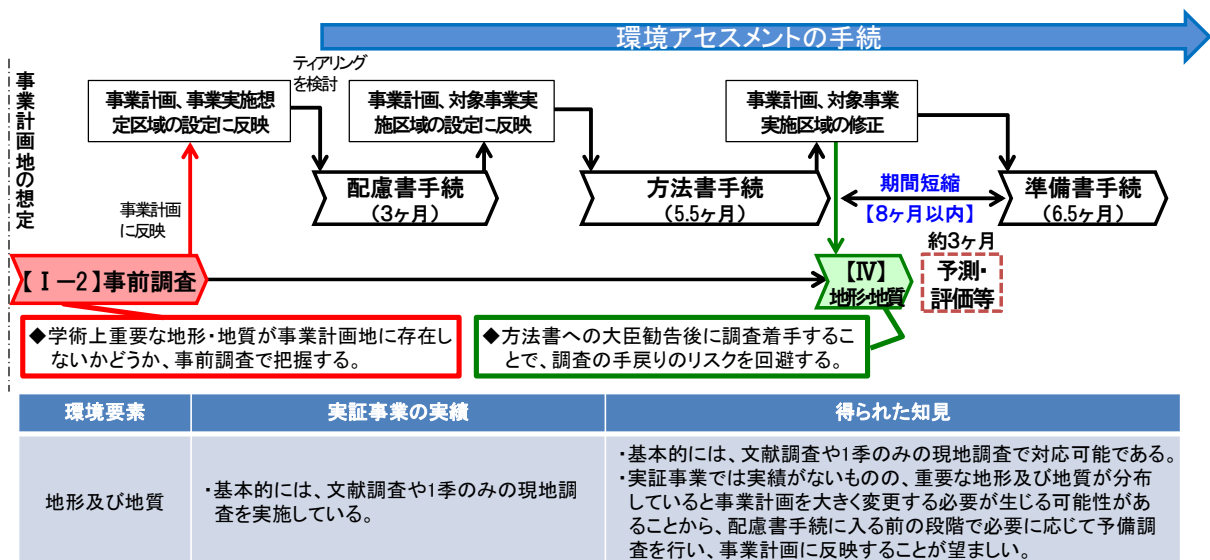 環境アセスメントの手続
事業計画地の想定
ティアリング
を検討
事業計画、事業実施想
定区域の設定に反映
事業計画、対象事業実
施区域の設定に反映
事業計画、対象事業
実施区域の修正
配慮書手続
（3ヶ月）
方法書手続
（5.5ヶ月）
期間短縮
【8ヶ月以内】
準備書手続
（6.5ヶ月）
事業計画
に反映
約3ヶ月
【Ⅰ－2】事前調査
【Ⅳ】
地形・地質
予測・
評価等
◆学術上重要な地形・地質が事業計画地に存在し
ないかどうか、事前調査で把握する。
◆方法書への大臣勧告後に調査着手するこ
とで、調査の手戻りのリスクを回避する。
環境要素
実証事業の実績
得られた知見
地形及び地質
・基本的には、文献調査や1季のみの現地調
査を実施している。
・基本的には、文献調査や1季のみの現地調査で対応可能である。
・実証事業では実績がないものの、重要な地形及び地質が分布
していると事業計画を大きく変更する必要が生じる可能性があ
ることから、配慮書手続に入る前の段階で必要に応じて予備調
査を行い、事業計画に反映することが望ましい。